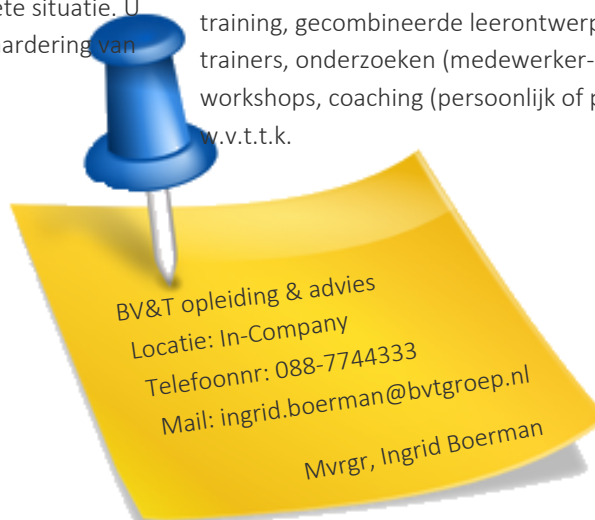 ete situatie. U
ardering van
training, gecombineerde leerontwerp
trainers, onderzoeken (medewerker-
workshops, coaching (persoonlijk of p
w.v.t.t.k.
BV&T opleiding & advies
Locatie: In-Company
Telefoonnr: 088-7744333
Mail: ingrid.boerman@bvtgroep.nl
Mvrgr, Ingrid Boerman